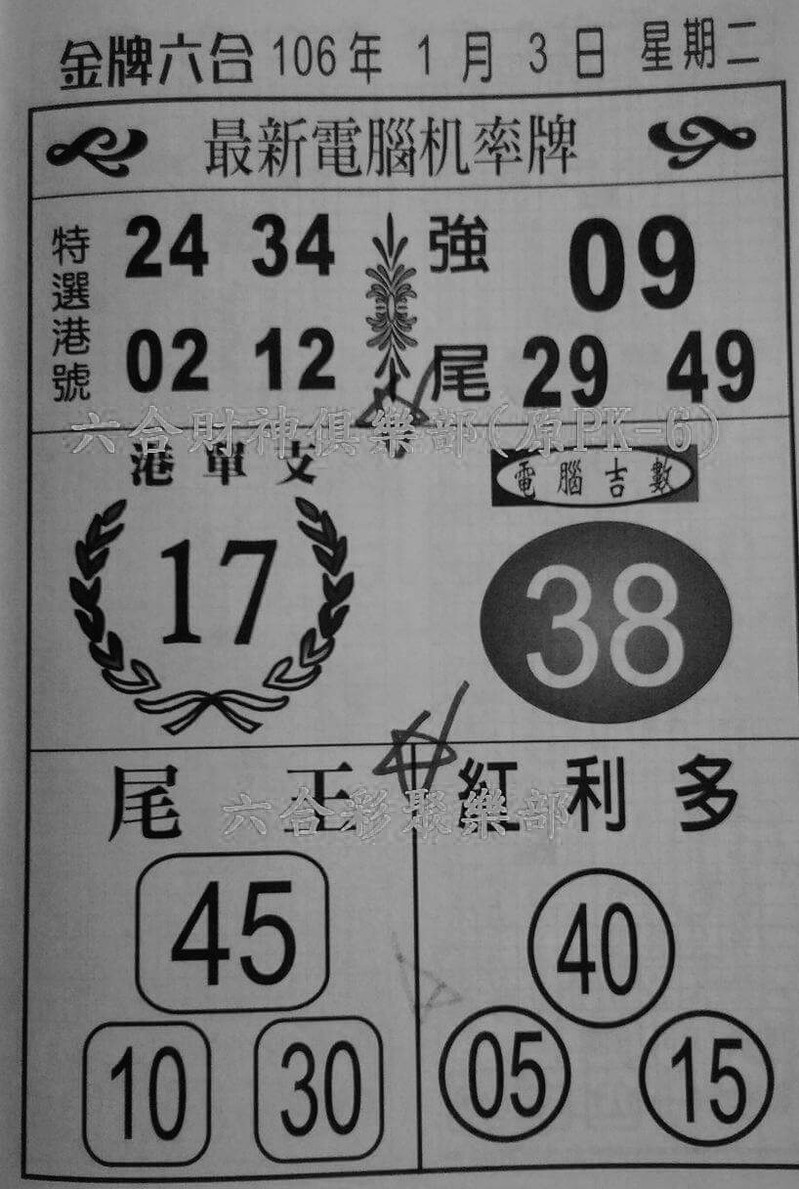 金牌六合 106年 1月 3日 星期二
最新電腦机率牌
特選港號
24 34
02 12
強尾
09
29 49
六合財神俱樂部(原PK-6)
港單支
17
電腦吉數
38
尾王
紅利多
六合彩聚樂部
45
10 30
40
05 15